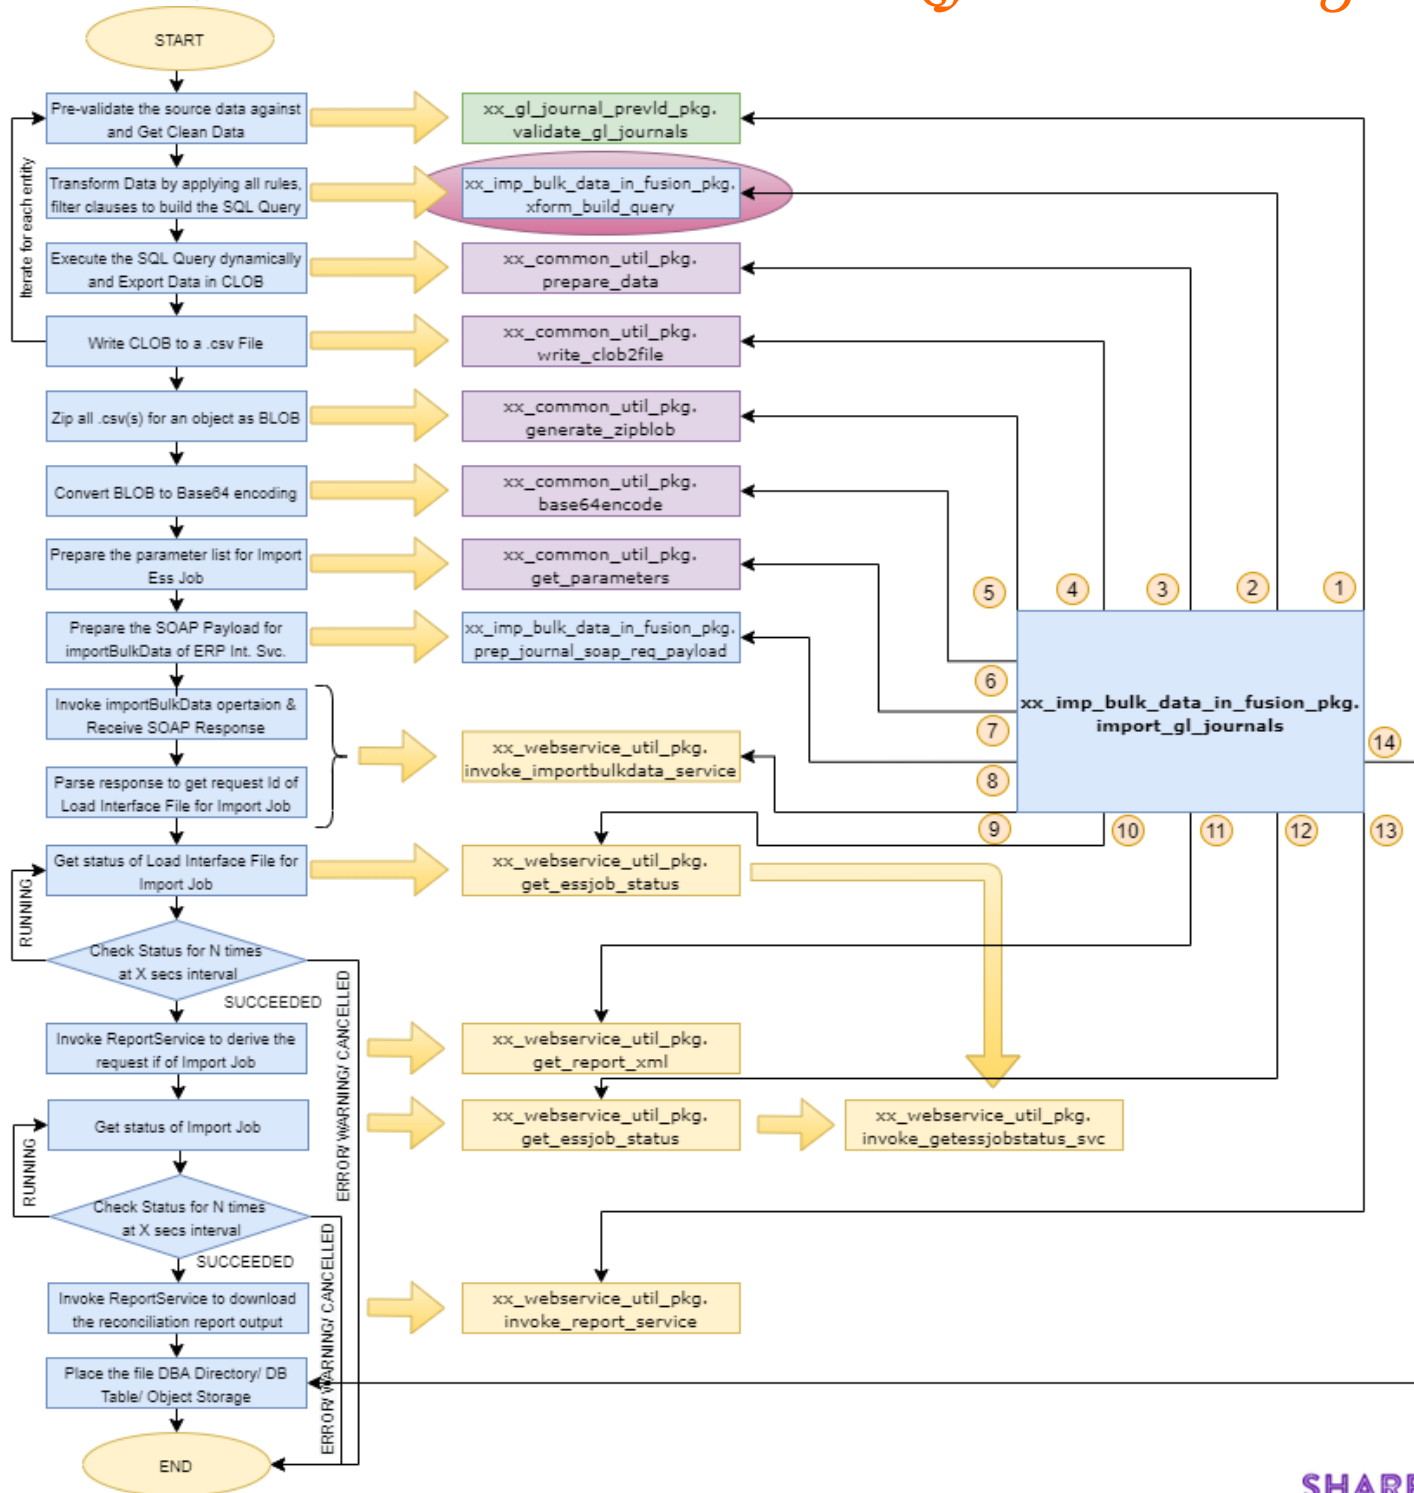 START
Pre-validate the source data against
and Get Clean Data
xx_gl_journal_prevld_pkg.
validate_gl_journals
Iterate for each entity
Transform Data by applying all rules,
filter clauses to build the SQL Query
xx_imp_bulk_data_in_fusion_pkg.
xform_build_query
Execute the SQL Query dynamically
and Export Data in CLOB
xx_common_util_pkg.
prepare_data
Write CLOB to a .csv File
xx_common_util_pkg.
write_clob2file
Zip all .csv(s) for an object as BLOB
xx_common_util_pkg.
generate_zipblob
Convert BLOB to Base64 encoding
xx_common_util_pkg.
base64encode
Prepare the parameter list for Import
Ess Job
xx_common_util_pkg.
get_parameters
5
4
3
2
1
Prepare the SOAP Payload for
importBulkData of ERP Int. Svc.
xx_imp_bulk_data_in_fusion_pkg.
prep_journal_soap_req_payload
6
7
8
9
xx_imp_bulk_data_in_fusion_pkg.
import_gl_journals
14
Invoke importBulkData opertaion &
Receive SOAP Response
Parse response to get request Id of
Load Interface File for Import Job
xx_webservice_util_pkg.
invoke_importbulkdata_service
10
11
12
13
Get status of Load Interface File for
Import Job
xx_webservice_util_pkg.
get_essjob_status
RUNNING
Check Status for N times
at X secs interval
SUCCEEDED
ERROR/ WARNING/ CANCELLED
Invoke ReportService to derive the
request if of Import Job
xx_webservice_util_pkg.
get_report_xml
Get status of Import Job
xx_webservice_util_pkg.
get_essjob_status
xx_webservice_util_pkg.
invoke_getessjobstatus_svc
RUNNING
Check Status for N times
at X secs interval
SUCCEEDED
ERROR/ WARNING/ CANCELLED
Invoke ReportService to download
the reconciliation report output
xx_webservice_util_pkg.
invoke_report_service
Place the file DBA Directory/ DB
Table/ Object Storage
END
SHARE